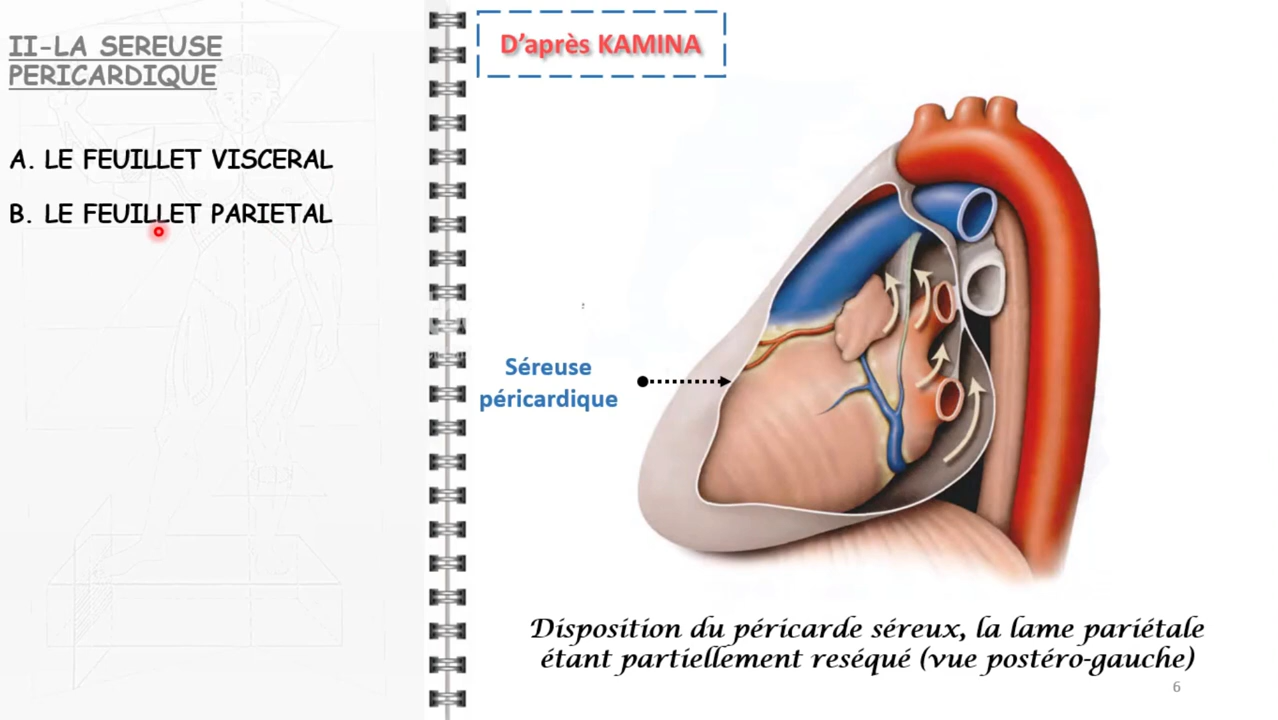 II-LA SEREUSE
PERICARDIQUE
A. LE FEUILLET VISCERAL
B. LE FEUILLET PARIETAL
D’après KAMINA
Séreuse
péricardique
Disposition du péricarde séreux, la lame pariétale
étant partiellement reséqué (vue postéro-gauche)
6